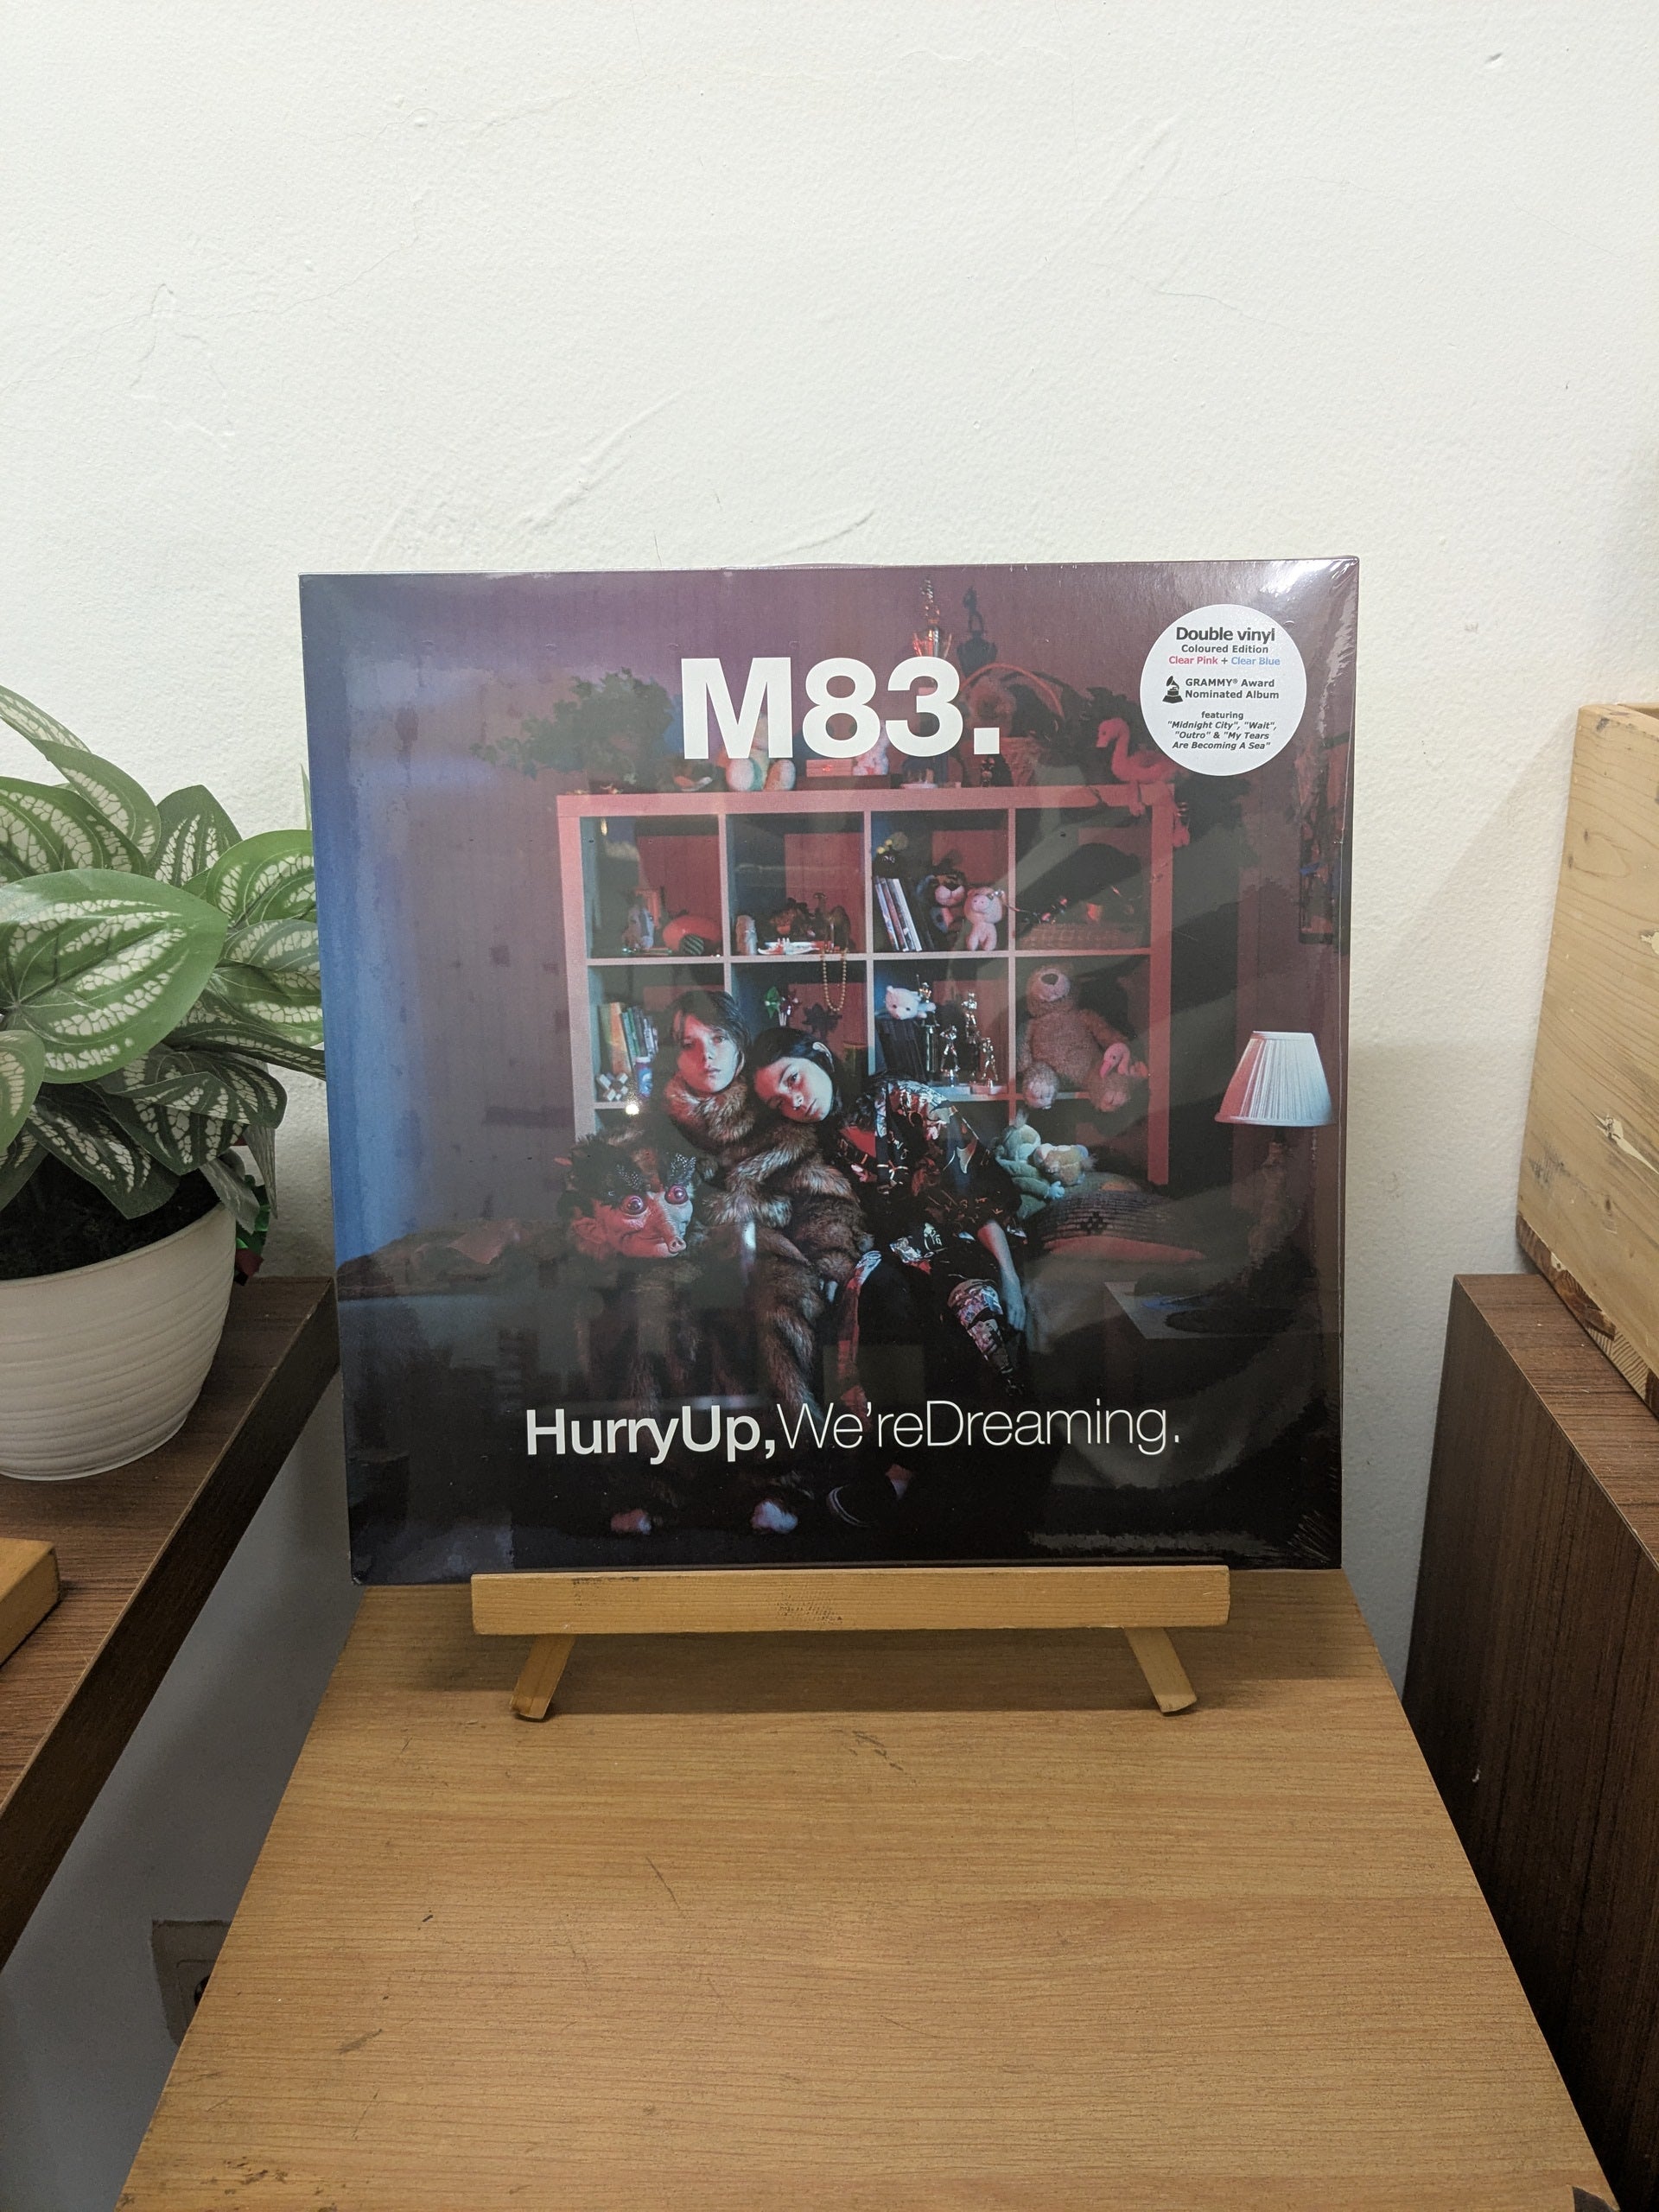 M83.
Double vinyl
Coloured Edition
Clear Pink + Clear Blue
GRAMMY® Award
Nominated Album
featuring
"Midnight City", "Wait",
"Outro" & "My Tears
Are Becoming A Sea"
HurryUp,We'reDreaming.